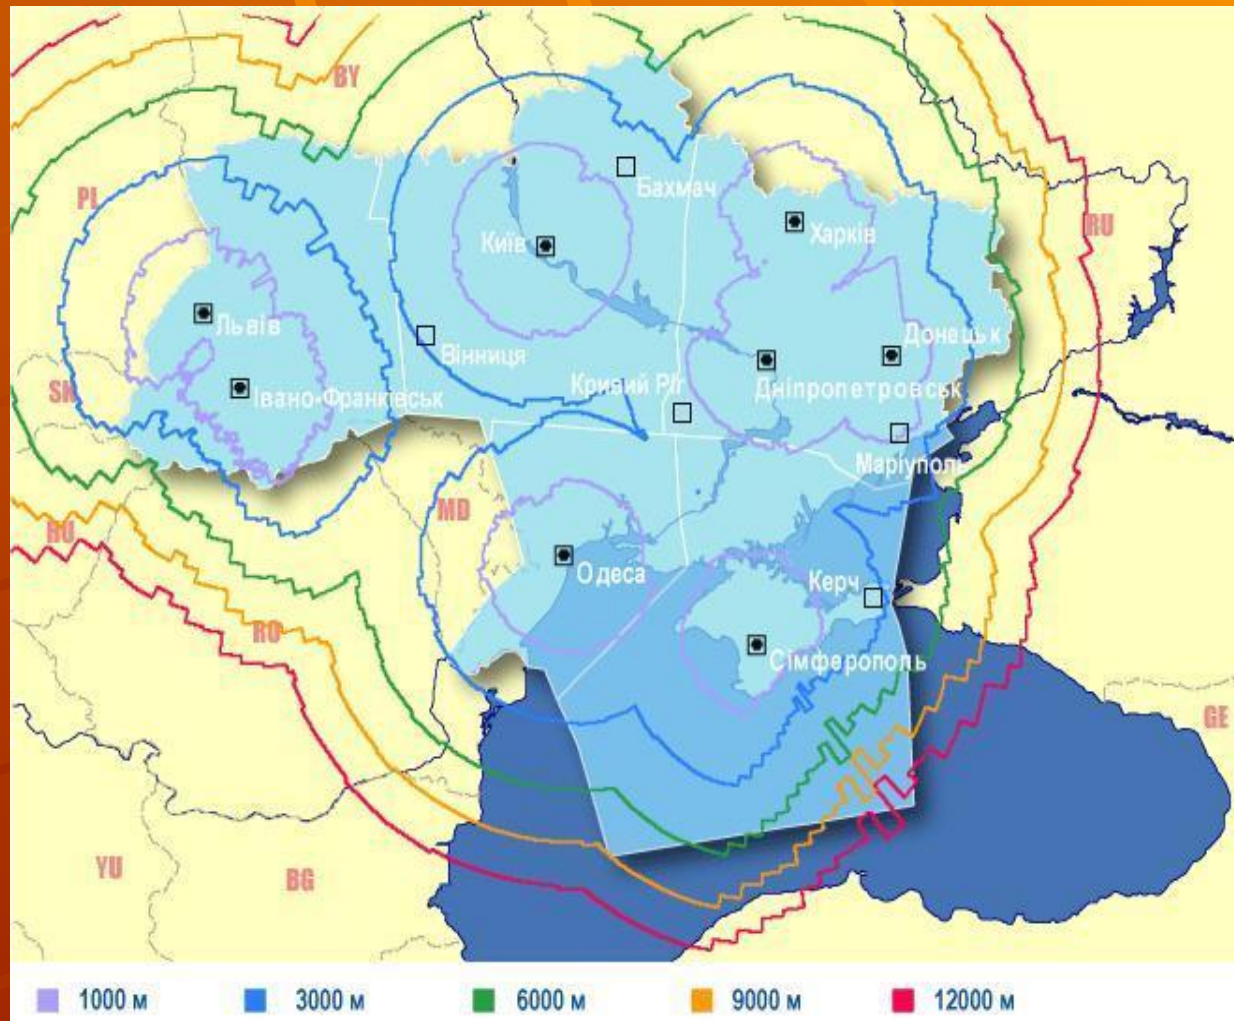 BY
Бахмач
PL
Харків
RU
Київ
Львів
Донецьк
Вінниця
Кривий Ріг
Дніпропетровськ
SK
Івано-Франківськ
Маріуполь
MD
HU
Одеса
Керч
RO
Сімферополь
GE
YU
BG
1000 м
3000 м
6000 м
9000 м
12000 м